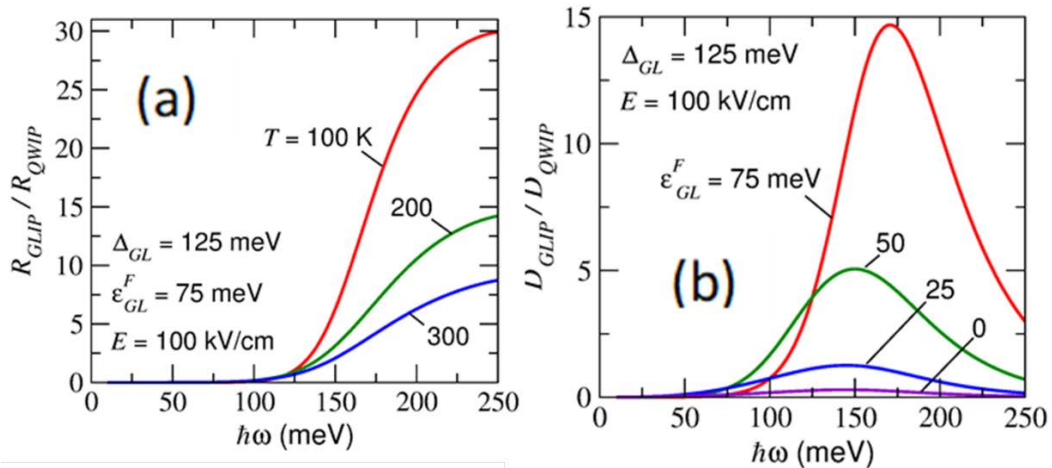 (a)
R_GLIP / R_QWIP
30
25
20
15
10
5
0
T = 100 K
200
300
Δ_GL = 125 meV
ε^F_GL = 75 meV
E = 100 kV/cm
0 50 100 150 200 250
ħω (meV)
(b)
D_GLIP / D_QWIP
15
10
5
0
Δ_GL = 125 meV
E = 100 kV/cm
ε^F_GL = 75 meV
50
25
0
0 50 100 150 200 250
ħω (meV)